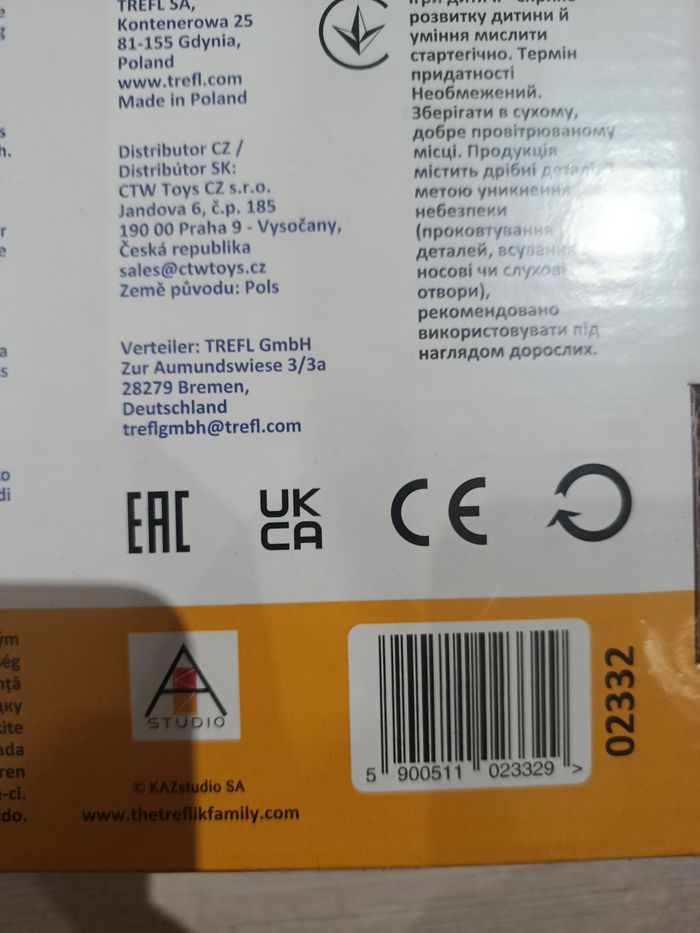 TREFL SA,
Kontenerowa 25
81-155 Gdynia,
Poland
www.trefl.com
Made in Poland
Distributor CZ /
Distribútor SK:
CTW Toys CZ s.r.o.
Jandova 6, č.p. 185
190 00 Praha 9 - Vysočany,
Česká republika
sales@ctwtoys.cz
Země původu: Pols
Verteiler: TREFL GmbH
Zur Aumundswiese 3/3a
28279 Bremen,
Deutschland
treflgmbh@trefl.com
розвитку дитини й
уміння мислити
стартегічно. Термін
придатності
Необмежений.
Зберігати в сухому,
добре провітрюваному
місці. Продукція
містить дрібні деталі.
метою уникнення
небезпеки
(проковтування
деталей, всування
носові чи слухові
отвори),
рекомендовано
використовувати під
наглядом дорослих.
EAC
UK
CA
CE
A
STUDIO
© KAZstudio SA
www.thetreflikfamily.com
5 900511 023329 >
02332